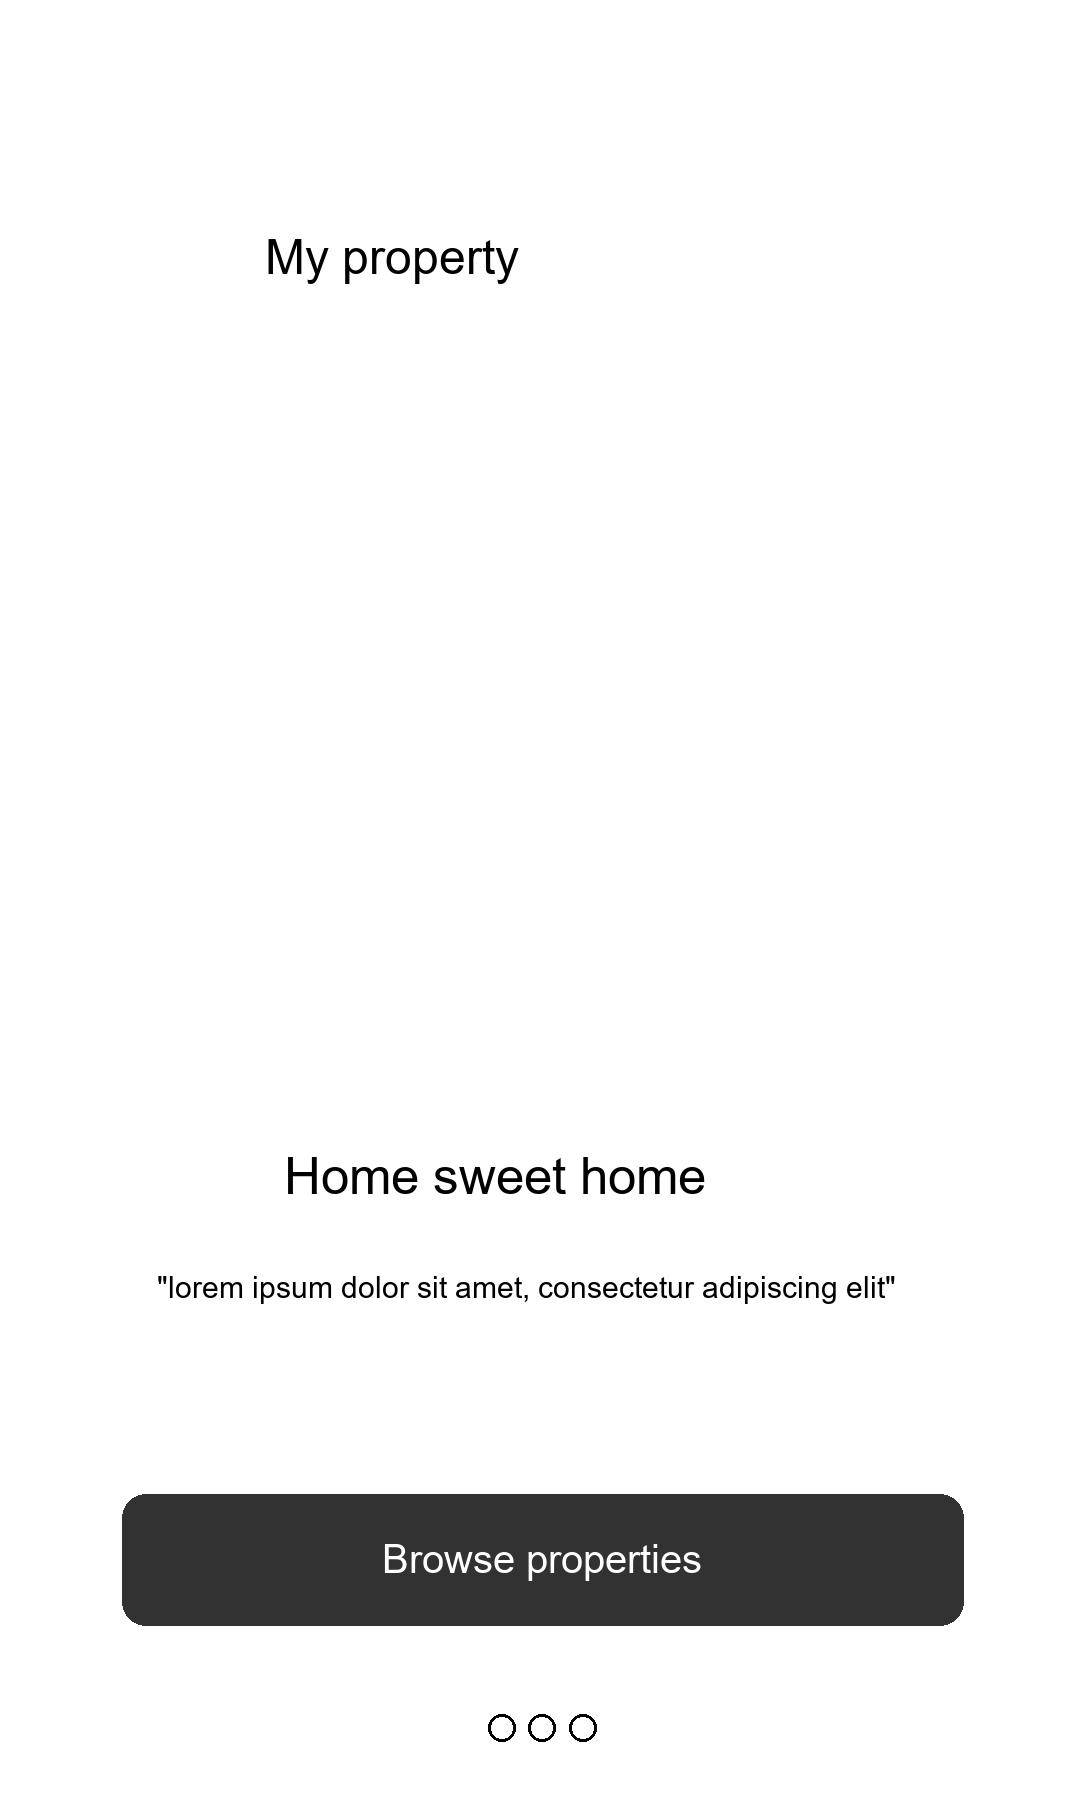 My property
Home sweet home
"lorem ipsum dolor sit amet, consectetur adipiscing elit"
Browse properties